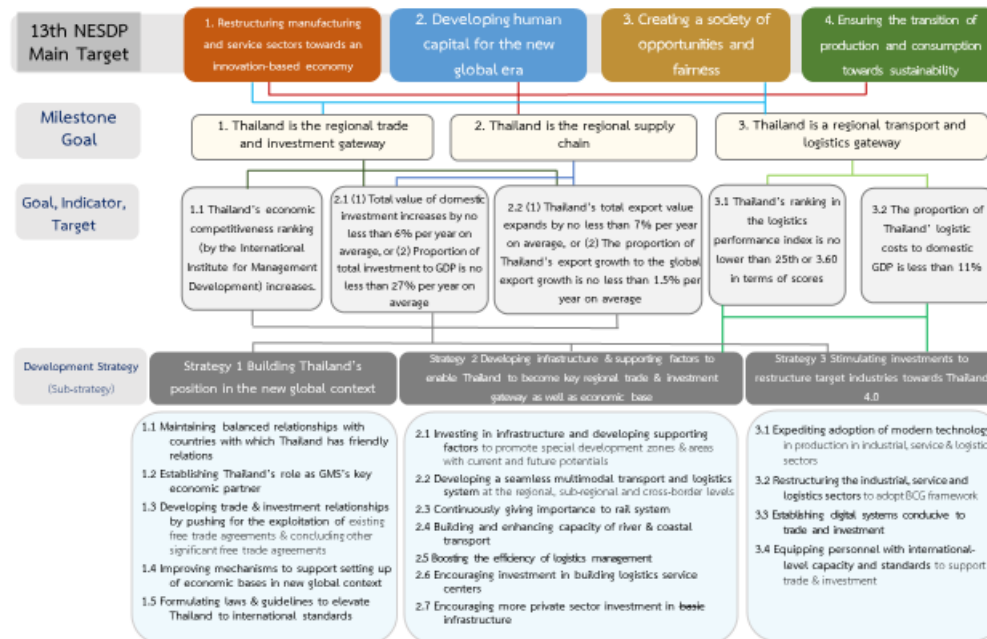 13th NESDP
Main Target
1. Restructuring manufacturing
and service sectors towards an
innovation-based economy
2. Developing human
capital for the new
global era
3. Creating a society of
opportunities and
fairness
4. Ensuring the transition of
production and consumption
towards sustainability
Milestone
Goal
1. Thailand is the regional trade
and investment gateway
2. Thailand is the regional supply
chain
3. Thailand is a regional transport and
logistics gateway
Goal, Indicator,
Target
1.1 Thailand's economic
competitiveness ranking
(by the International
Institute for Management
Development) increases.
2.1 (1) Total value of domestic
investment increases by no
less than 6% per year on
average, or (2) Proportion of
total investment to GDP is no
less than 27% per year on
average
2.2 (1) Thailand's total export value
expands by no less than 7% per year
on average, or (2) The proportion of
Thailand's export growth to the global
export growth is no less than 1.5% per
year on average
3.1 Thailand's ranking in
the logistics
performance index is no
lower than 25th or 3.60
in terms of scores
3.2 The proportion of
Thailand' logistic
costs to domestic
GDP is less than 11%
Development Strategy
(Sub-strategy)
Strategy 1 Building Thailand's
position in the new global context
Strategy 2 Developing infrastructure & supporting factors to
enable Thailand to become key regional trade & investment
gateway as well as economic base
Strategy 3 Stimulating investments to
restructure target industries towards Thailand
4.0
1.1 Maintaining balanced relationships with
countries with which Thailand has friendly
relations
1.2 Establishing Thailand's role as GMS's key
economic partner
1.3 Developing trade & investment relationships
by pushing for the exploitation of existing
free trade agreements & concluding other
significant free trade agreements
1.4 Improving mechanisms to support setting up
of economic bases in new global context
1.5 Formulating laws & guidelines to elevate
Thailand to international standards
2.1 Investing in infrastructure and developing supporting
factors to promote special development zones & areas
with current and future potentials
2.2 Developing a seamless multimodal transport and logistics
system at the regional, sub-regional and cross-border levels
2.3 Continuously giving importance to rail system
2.4 Building and enhancing capacity of river & coastal
transport
2.5 Boosting the efficiency of logistics management
2.6 Encouraging investment in building logistics service
centers
2.7 Encouraging more private sector investment in basic
infrastructure
3.1 Expediting adoption of modern technology
in production in industrial, service & logistic
sectors
3.2 Restructuring the industrial, service and
logistics sectors to adopt BCG framework
3.3 Establishing digital systems conducive to
trade and investment
3.4 Equipping personnel with international-
level capacity and standards to support
trade & investment